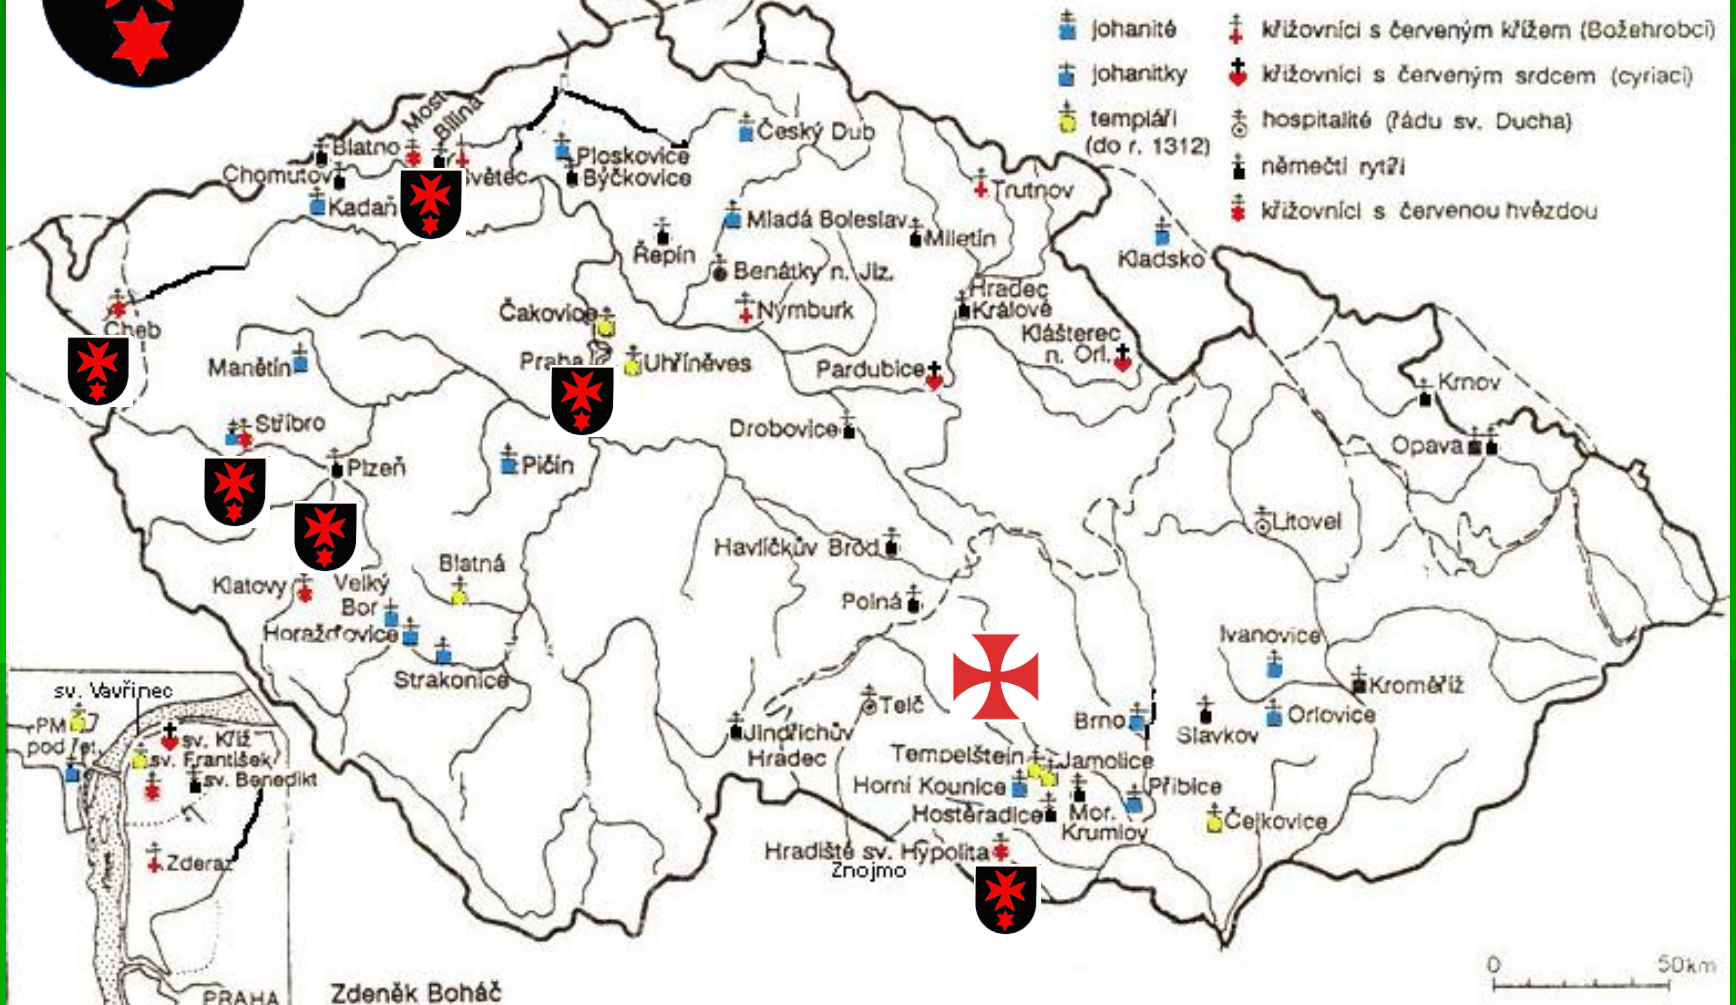 johanité
johanitky
templáři
(do r. 1312)
křižovníci s červeným křížem (Božehrobci)
křižovníci s červeným srdcem (cyriaci)
hospitalité (řádu sv. Ducha)
němečtí rytíři
křižovníci s červenou hvězdou
Most
Bílina
Blatno
Chomutov
Kadaň
Světec
Ploskovice
Býčkovice
Český Dub
Trutnov
Mladá Boleslav
Miletín
Kladsko
Řepín
Benátky n. Jiz.
Cheb
Čakovice
Nymburk
Hradec
Králové
Klášterec
n. Orl.
Manětín
Praha
Uhříněves
Pardubice
Krnov
Stříbro
Drobovice
Opava
Plzeň
Pičín
Litovel
Havlíčkův Brod
Blatná
Klatovy
Velký
Bor
Polná
Horažďovice
Ivanovice
Strakonice
Kroměříž
Telč
Brno
Slavkov
Orlovice
Jindřichův
Hradec
Tempelštein
Jamolice
Horní Kounice
Přibice
Hostěradice
Mor.
Krumlov
Čejkovice
Hradiště sv. Hypolita
Znojmo
sv. Vavřinec
PM
pod řet.
sv. Kříž
sv. František
sv. Benedikt
Zderaz
PRAHA
Zdeněk Boháč
0 50km